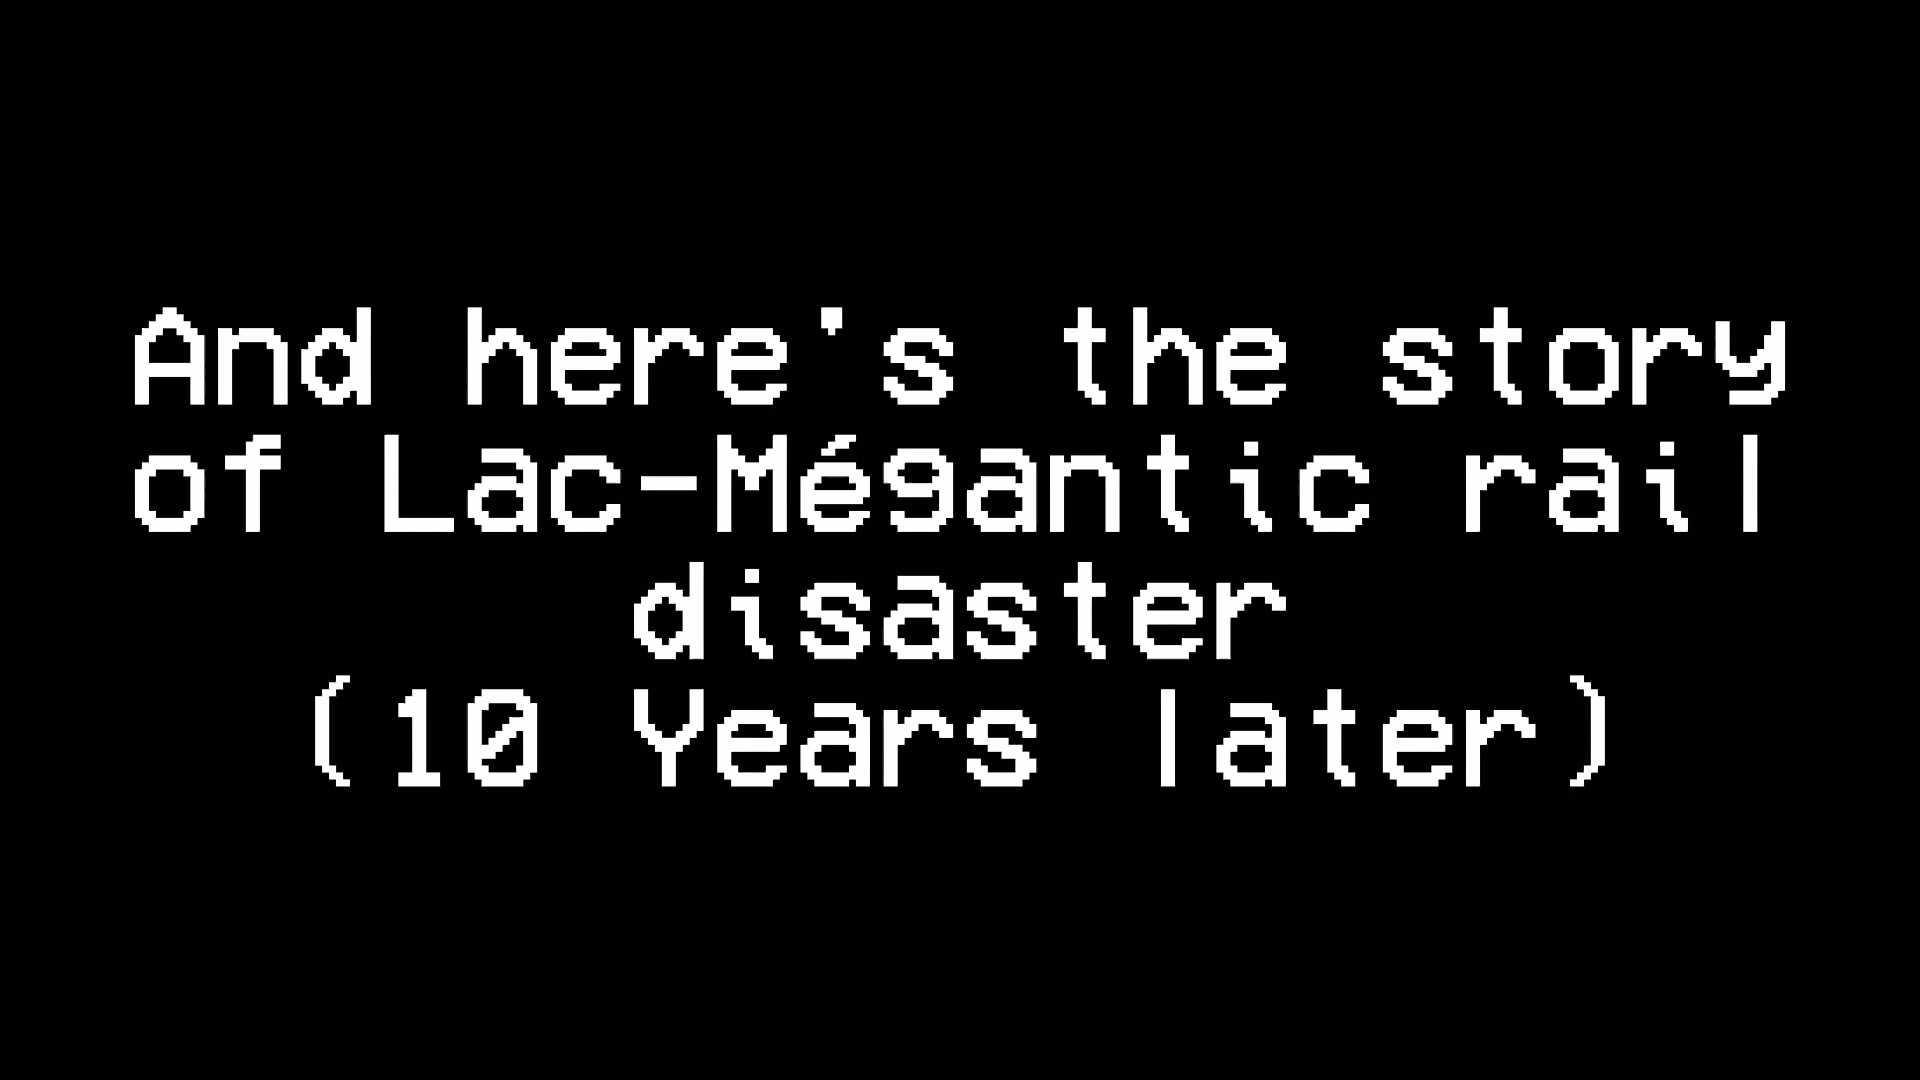 And here's the story
of Lac-Mégantic rail
disaster
(10 Years later)